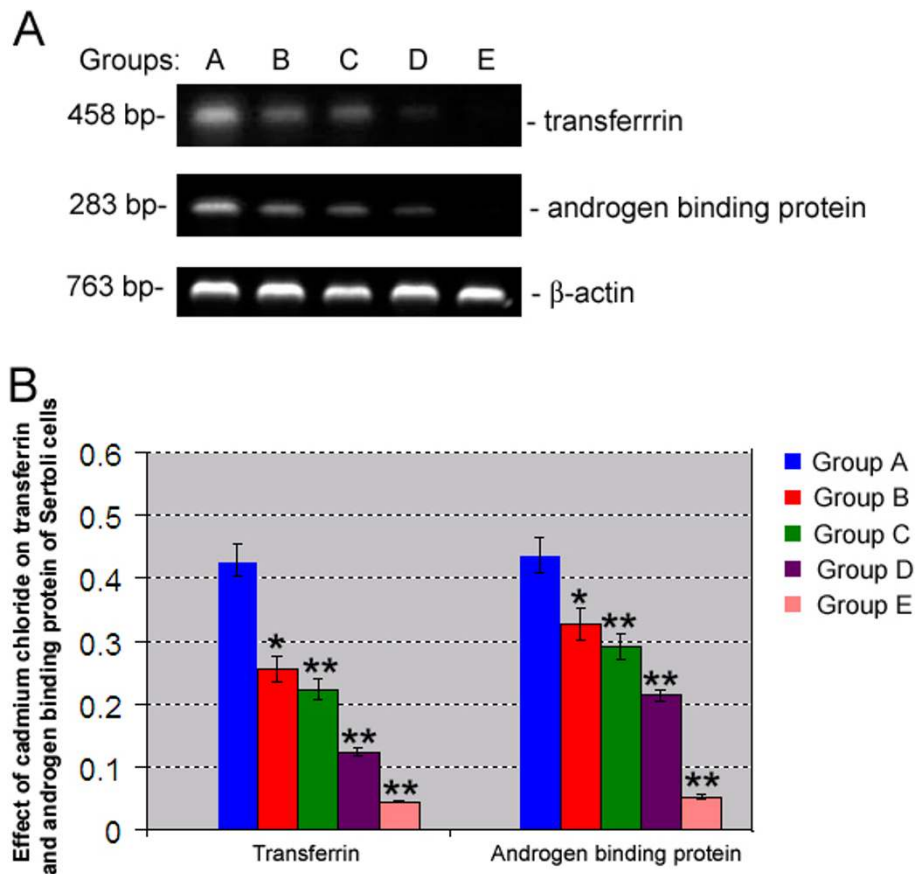 A
Groups: A B C D E
458 bp- - transferrrin
283 bp- - androgen binding protein
763 bp- - β-actin
B
Effect of cadmium chloride on transferrin
and androgen binding protein of Sertoli cells
0.6
0.5
0.4
0.3
0.2
0.1
0
* ** ** **
* ** ** **
Transferrin Androgen binding protein
Group A
Group B
Group C
Group D
Group E